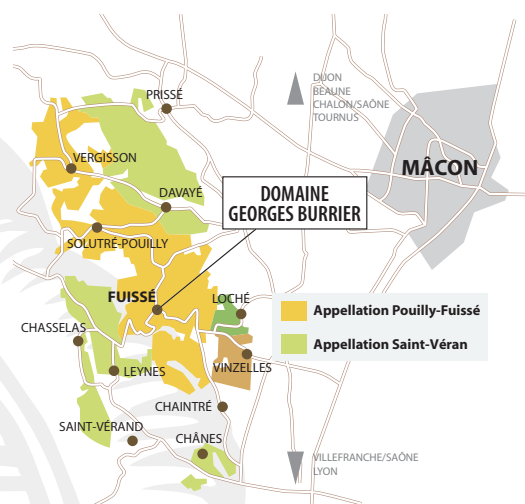 DIJON
BEAUNE
CHALON/SAÔNE
TOURNUS
PRISSÉ
VERGISSON
MÂCON
DAVAYÉ
DOMAINE
GEORGES BURRIER
SOLUTRÉ-POUILLY
FUISSÉ
LOCHÉ
Appellation Pouilly-Fuissé
CHASSELAS
Appellation Saint-Véran
LEYNES
VINZELLES
CHAINTRÉ
SAINT-VÉRAND
CHÂNES
VILLEFRANCHE/SAÔNE
LYON